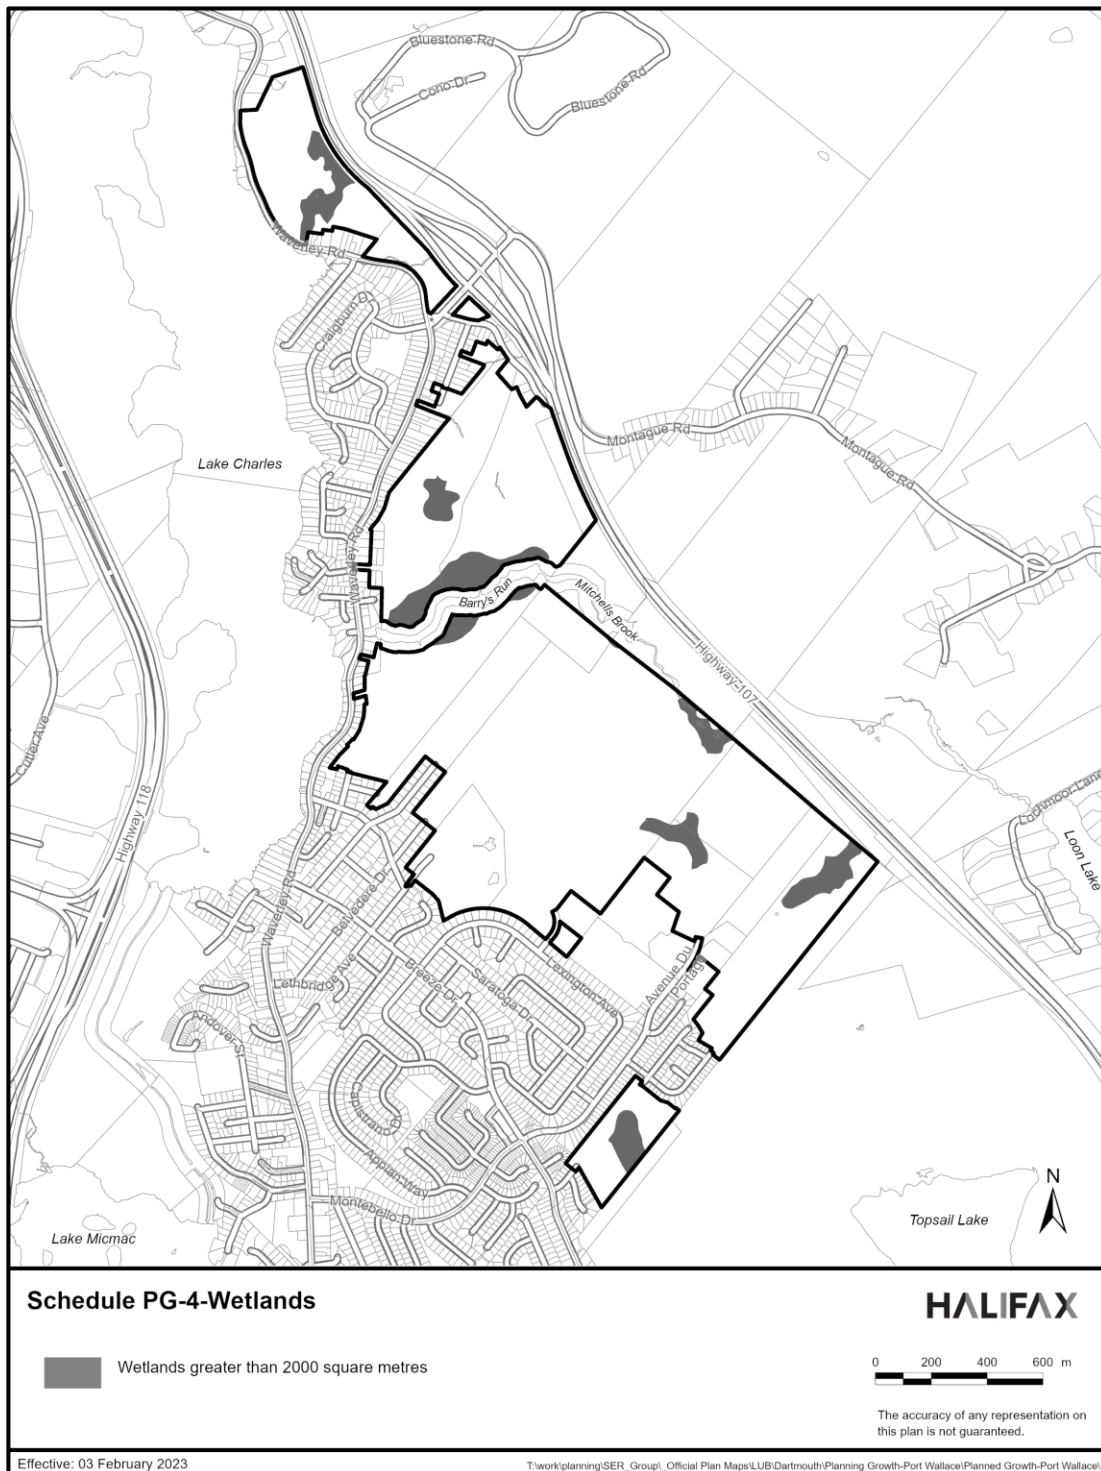 Bluestone Rd
Cono Dr
Bluestone Rd
Waverley Rd
Craigburn Dr
Montague Rd
Montague Rd
Lake Charles
Waverley Rd
Barry's Run
Mitchells Brook
Highway 107
Cutler Ave
Highway 118
Lochmoor Lane
Loon Lake
Waverley Rd
Belvedere Dr
Lethbridge Ave
Breeze Dr
Saratoga Dr
Lexington Ave
Avenue Du
Portage
Andover St
Capistrano Dr
Appian Way
Montebello Dr
Lake Micmac
Topsail Lake
N
Schedule PG-4-Wetlands
HALIFAX
Wetlands greater than 2000 square metres
0 200 400 600 m
The accuracy of any representation on
this plan is not guaranteed.
Effective: 03 February 2023
T:\work\planning\SER_Group\_Official Plan Maps\LUB\Dartmouth\Planning Growth-Port Wallace\Planned Growth-Port Wallace\